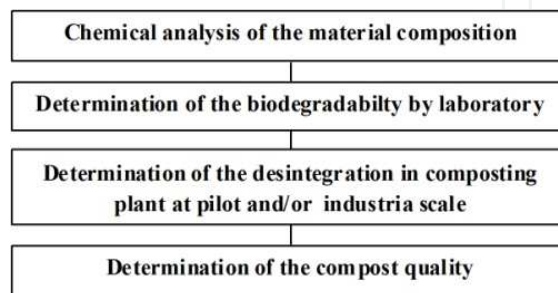 Chemical analysis of the material composition
Determination of the biodegradabilty by laboratory
Determination of the desintegration in composting
plant at pilot and/or industria scale
Determination of the compost quality